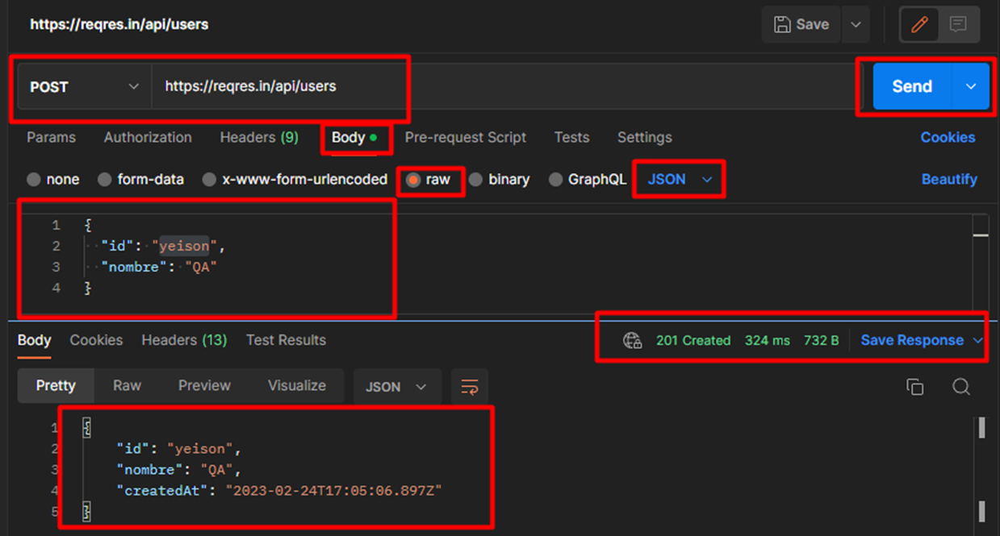 https://reqres.in/api/users Save
POST https://reqres.in/api/users Send
Params Authorization Headers (9) Body Pre-request Script Tests Settings Cookies
none form-data x-www-form-urlencoded raw binary GraphQL JSON Beautify
1 {
2 "id": "yeison",
3 "nombre": "QA"
4 }
Body Cookies Headers (13) Test Results 201 Created 324 ms 732 B Save Response
Pretty Raw Preview Visualize JSON
1 {
2 "id": "yeison",
3 "nombre": "QA",
4 "createdAt": "2023-02-24T17:05:06.897Z"
5 }